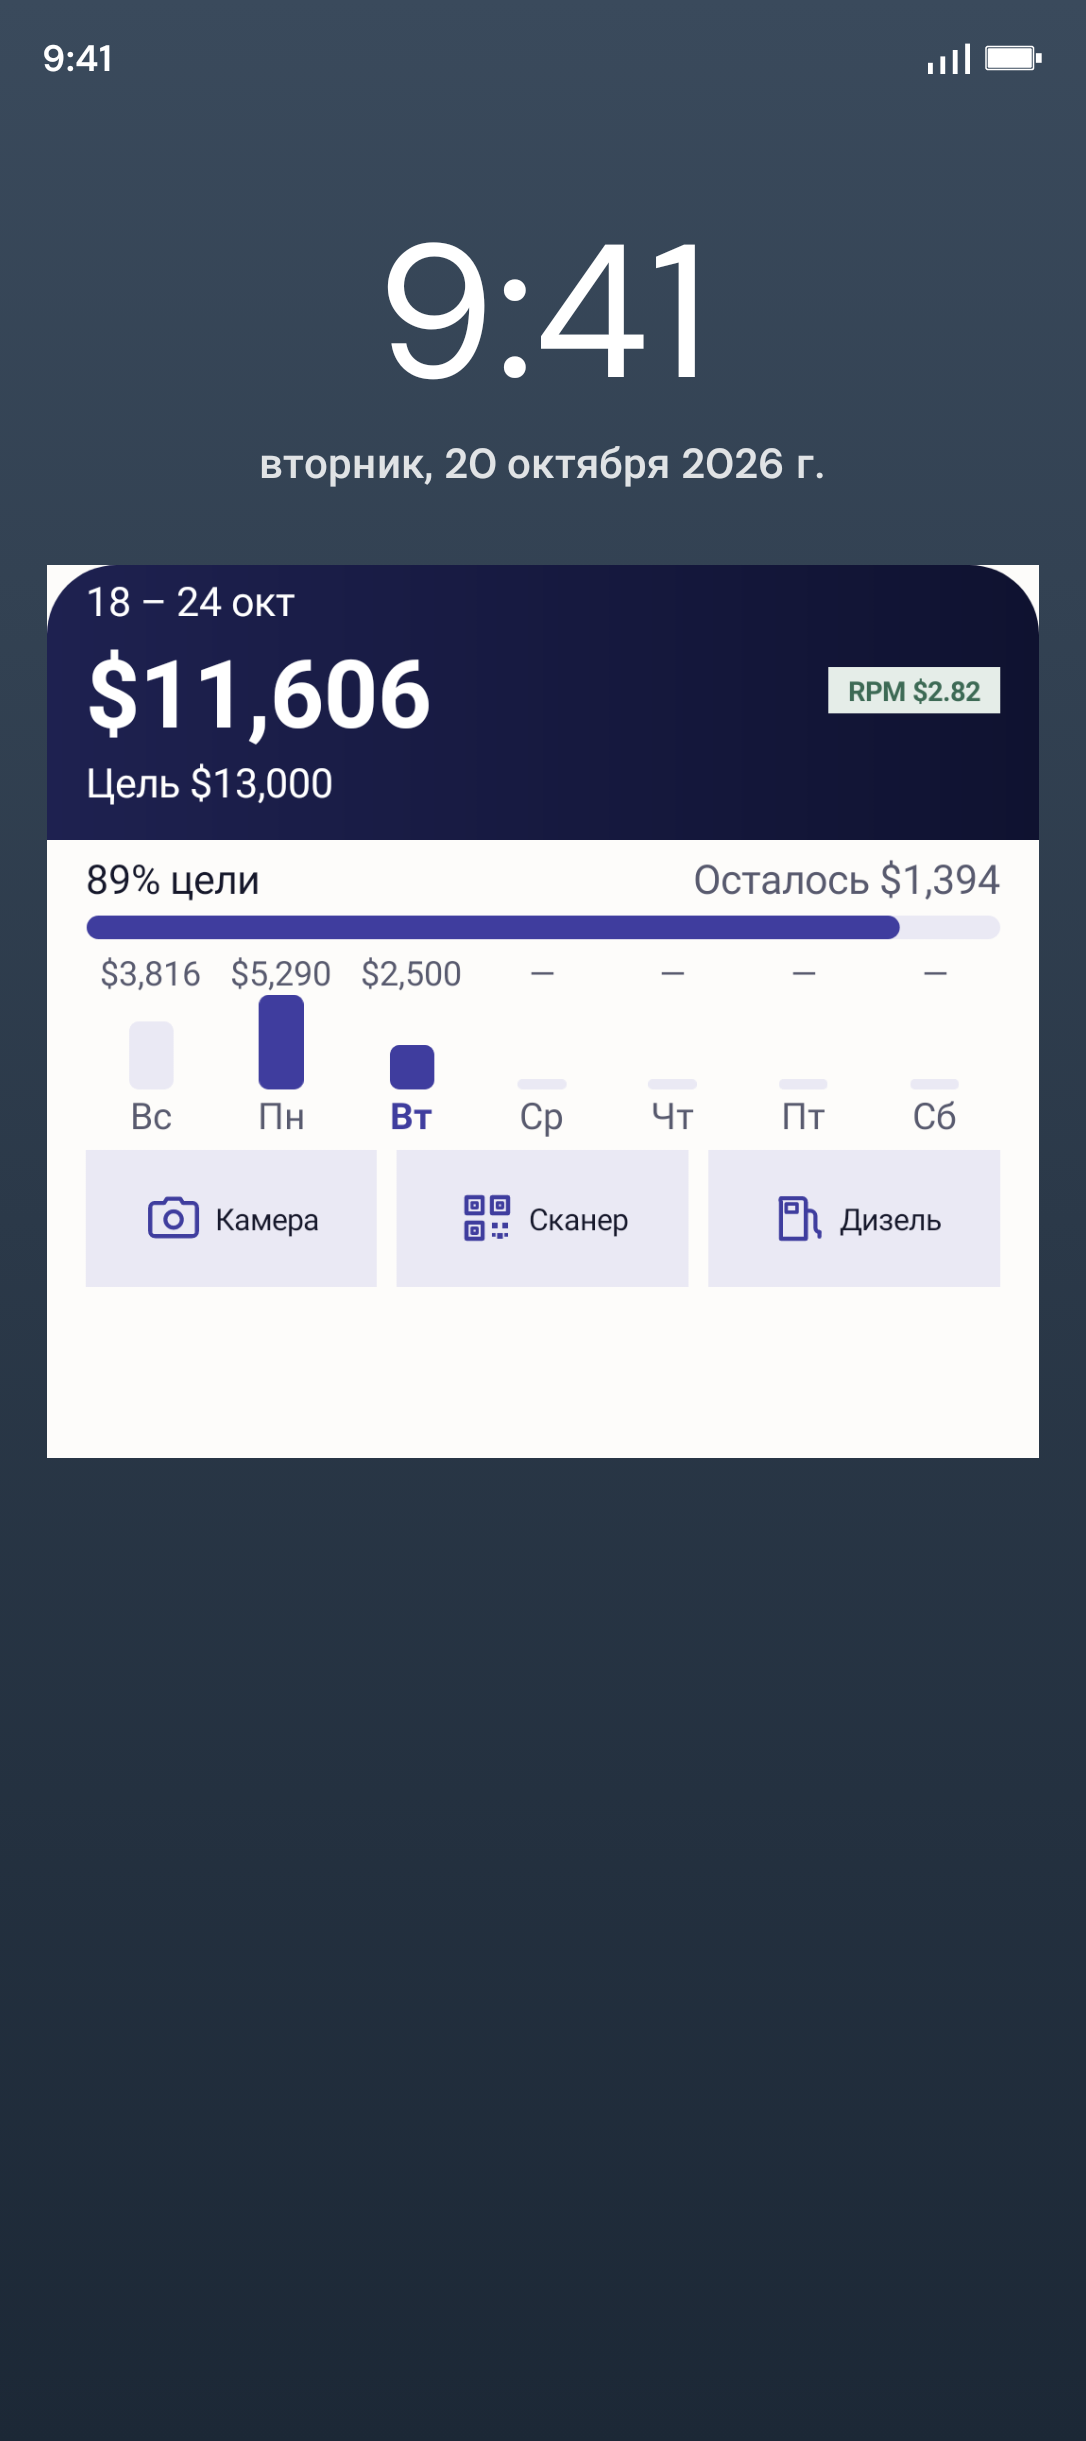 9:41
9:41
вторник, 20 октября 2026 г.
18 – 24 окт
$11,606
RPM $2.82
Цель $13,000
89% цели Осталось $1,394
$3,816 $5,290 $2,500 — — — —
Вс Пн Вт Ср Чт Пт Сб
Камера Сканер Дизель